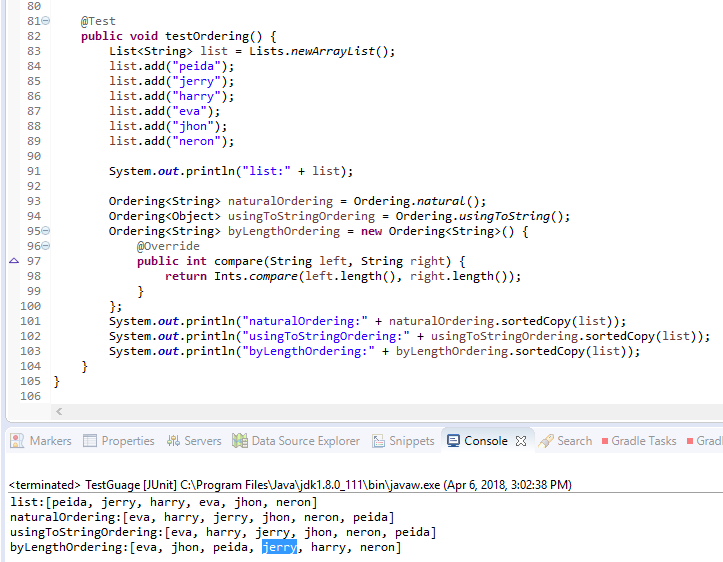 80
81 @Test
82 public void testOrdering() {
83 List<String> list = Lists.newArrayList();
84 list.add("peida");
85 list.add("jerry");
86 list.add("harry");
87 list.add("eva");
88 list.add("jhon");
89 list.add("neron");
90
91 System.out.println("list:" + list);
92
93 Ordering<String> naturalOrdering = Ordering.natural();
94 Ordering<Object> usingToStringOrdering = Ordering.usingToString();
95 Ordering<String> byLengthOrdering = new Ordering<String>() {
96 @Override
97 public int compare(String left, String right) {
98 return Ints.compare(left.length(), right.length());
99 }
100 };
101 System.out.println("naturalOrdering:" + naturalOrdering.sortedCopy(list));
102 System.out.println("usingToStringOrdering:" + usingToStringOrdering.sortedCopy(list));
103 System.out.println("byLengthOrdering:" + byLengthOrdering.sortedCopy(list));
104 }
105 }
106
Markers Properties Servers Data Source Explorer Snippets Console Search Gradle Tasks Gradl
<terminated> TestGuage [JUnit] C:\Program Files\Java\jdk1.8.0_111\bin\javaw.exe (Apr 6, 2018, 3:02:38 PM)
list:[peida, jerry, harry, eva, jhon, neron]
naturalOrdering:[eva, harry, jerry, jhon, neron, peida]
usingToStringOrdering:[eva, harry, jerry, jhon, neron, peida]
byLengthOrdering:[eva, jhon, peida, jerry, harry, neron]